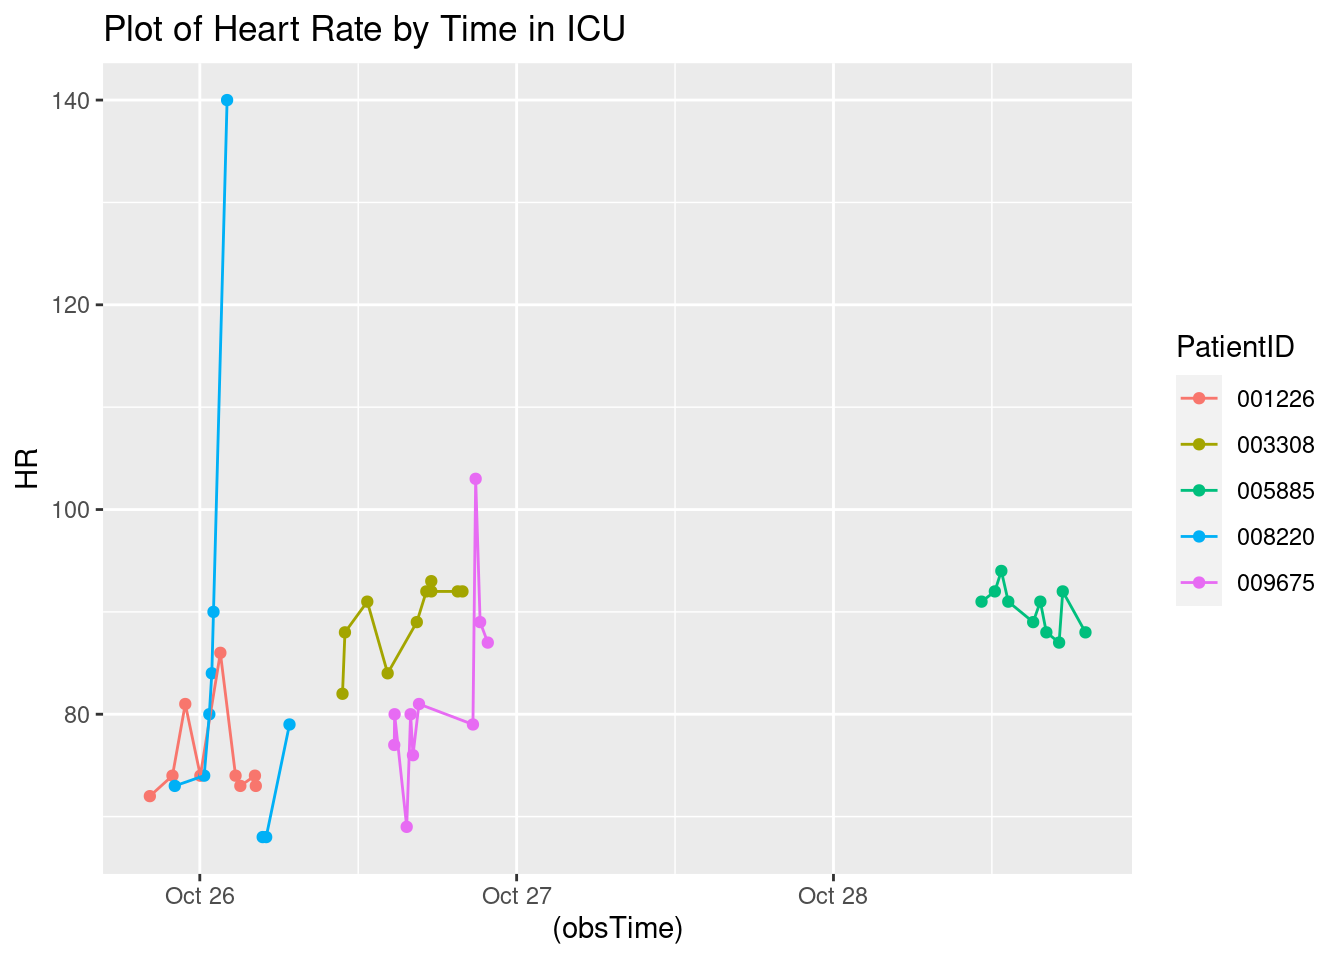 Plot of Heart Rate by Time in ICU
140
120
100
80
HR
Oct 26
Oct 27
Oct 28
(obsTime)
PatientID
001226
003308
005885
008220
009675